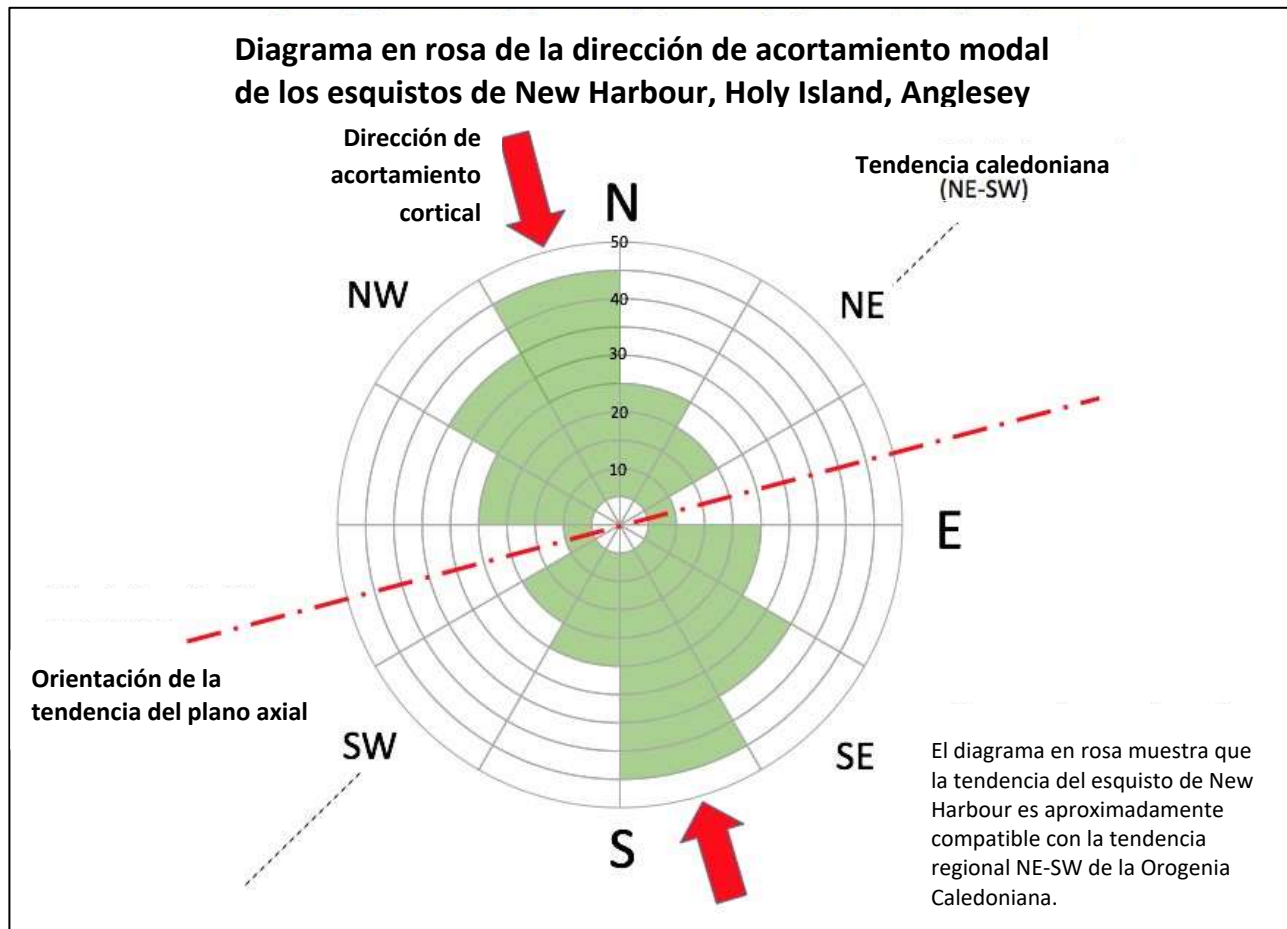 Diagrama en rosa de la dirección de acortamiento modal
de los esquistos de New Harbour, Holy Island, Anglesey
Dirección de
acortamiento
cortical
Tendencia caledoniana
(NE-SW)
N
50
NW
NE
40
30
20
10
E
Orientación de la
tendencia del plano axial
SW
SE
S
El diagrama en rosa muestra que
la tendencia del esquisto de New
Harbour es aproximadamente
compatible con la tendencia
regional NE-SW de la Orogenia
Caledoniana.